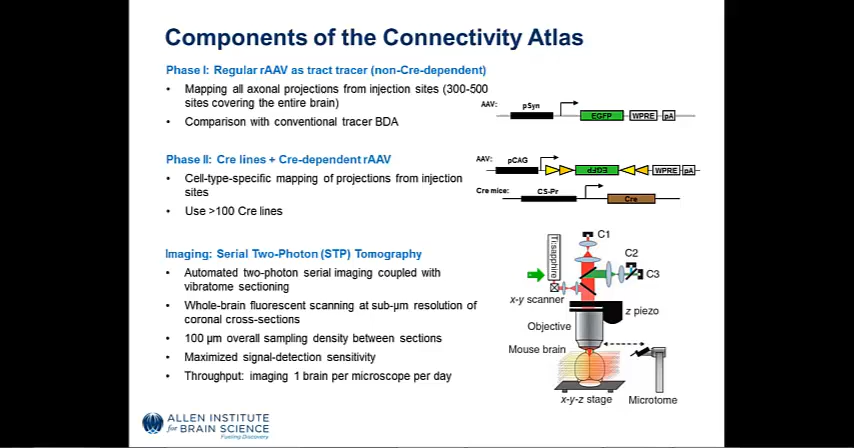 Components of the Connectivity Atlas
Phase I: Regular rAAV as tract tracer (non-Cre-dependent)
• Mapping all axonal projections from injection sites (300-500
sites covering the entire brain)
• Comparison with conventional tracer BDA
AAV:
pSyn
EGFP
WPRE
pA
Phase II: Cre lines + Cre-dependent rAAV
• Cell-type-specific mapping of projections from injection
sites
• Use >100 Cre lines
AAV:
pCAG
EGFP
WPRE
pA
Cre mice:
CS-Pr
Cre
Imaging: Serial Two-Photon (STP) Tomography
• Automated two-photon serial imaging coupled with
vibratome sectioning
• Whole-brain fluorescent scanning at sub-μm resolution of
coronal cross-sections
• 100 μm overall sampling density between sections
• Maximized signal-detection sensitivity
• Throughput: imaging 1 brain per microscope per day
Ti:sapphire
C1
C2
C3
x-y scanner
z piezo
Objective
Mouse brain
x-y-z stage
Microtome
ALLEN INSTITUTE
for BRAIN SCIENCE
Fueling Discovery